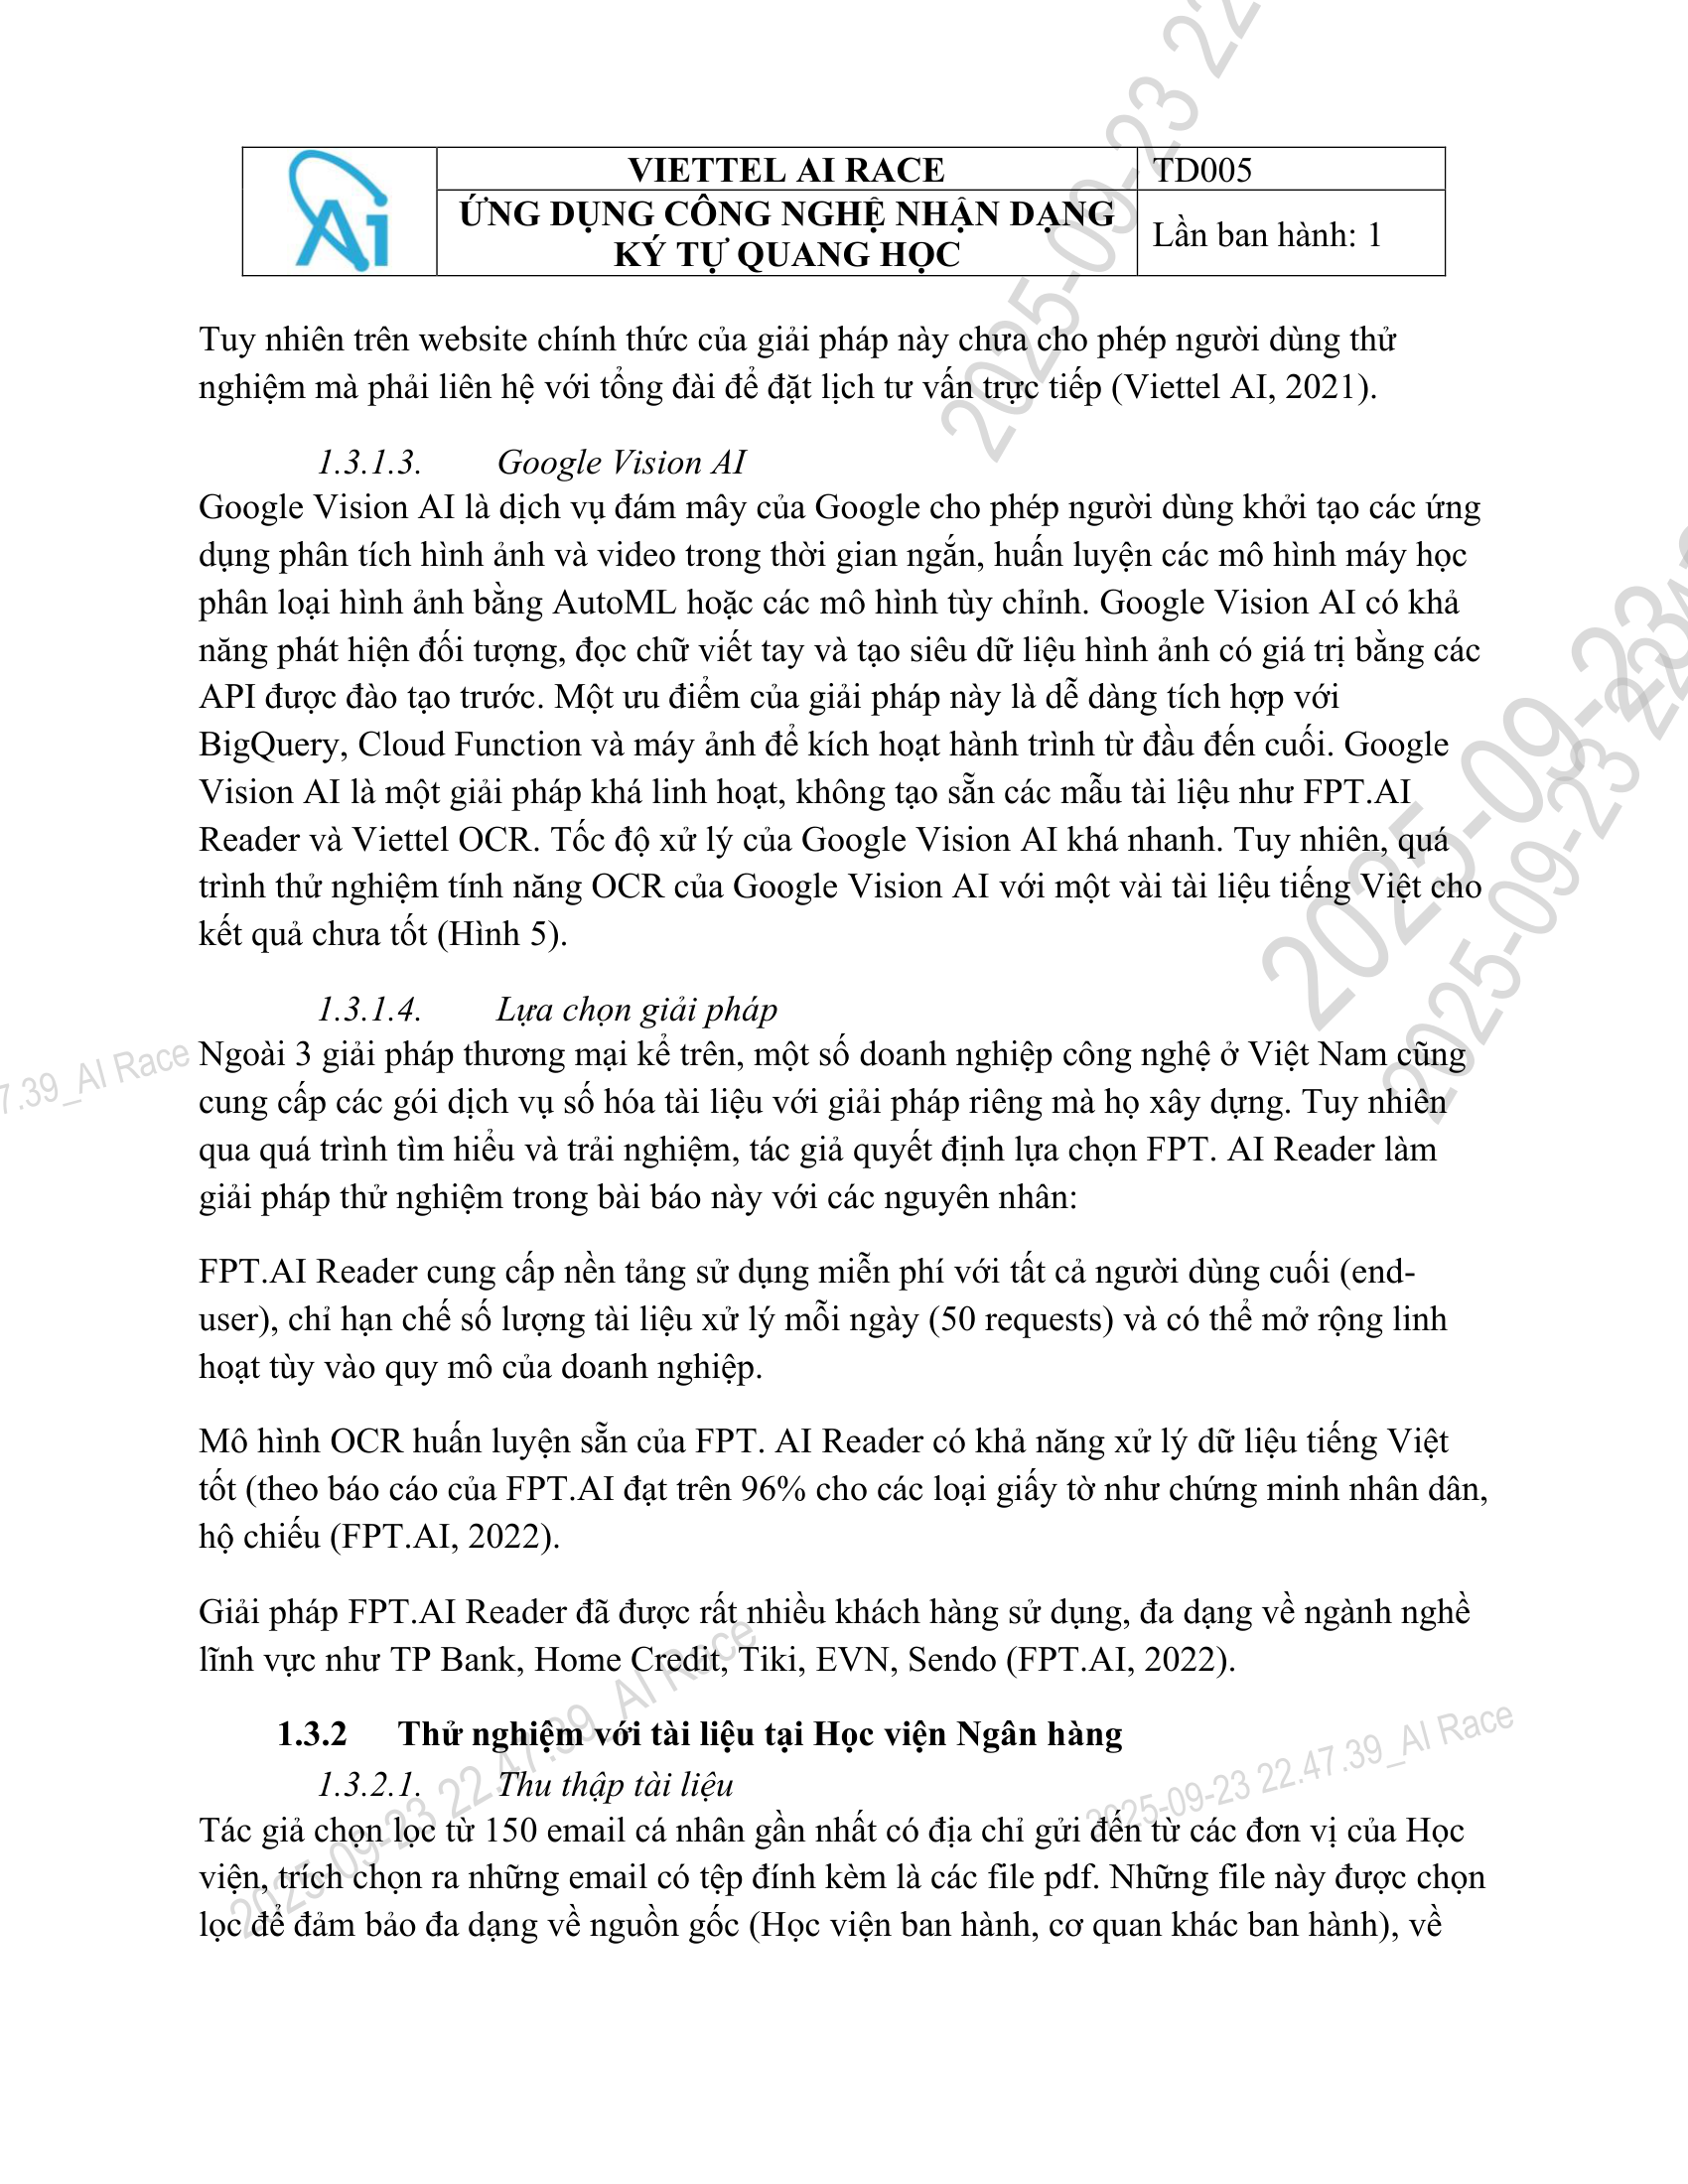 Ai
VIETTEL AI RACE
TD005
ỨNG DỤNG CÔNG NGHỆ NHẬN DẠNG
KÝ TỰ QUANG HỌC
Lần ban hành: 1
Tuy nhiên trên website chính thức của giải pháp này chưa cho phép người dùng thử
nghiệm mà phải liên hệ với tổng đài để đặt lịch tư vấn trực tiếp (Viettel AI, 2021).
1.3.1.3. Google Vision AI
Google Vision AI là dịch vụ đám mây của Google cho phép người dùng khởi tạo các ứng
dụng phân tích hình ảnh và video trong thời gian ngắn, huấn luyện các mô hình máy học
phân loại hình ảnh bằng AutoML hoặc các mô hình tùy chỉnh. Google Vision AI có khả
năng phát hiện đối tượng, đọc chữ viết tay và tạo siêu dữ liệu hình ảnh có giá trị bằng các
API được đào tạo trước. Một ưu điểm của giải pháp này là dễ dàng tích hợp với
BigQuery, Cloud Function và máy ảnh để kích hoạt hành trình từ đầu đến cuối. Google
Vision AI là một giải pháp khá linh hoạt, không tạo sẵn các mẫu tài liệu như FPT.AI
Reader và Viettel OCR. Tốc độ xử lý của Google Vision AI khá nhanh. Tuy nhiên, quá
trình thử nghiệm tính năng OCR của Google Vision AI với một vài tài liệu tiếng Việt cho
kết quả chưa tốt (Hình 5).
1.3.1.4. Lựa chọn giải pháp
Ngoài 3 giải pháp thương mại kể trên, một số doanh nghiệp công nghệ ở Việt Nam cũng
cung cấp các gói dịch vụ số hóa tài liệu với giải pháp riêng mà họ xây dựng. Tuy nhiên
qua quá trình tìm hiểu và trải nghiệm, tác giả quyết định lựa chọn FPT. AI Reader làm
giải pháp thử nghiệm trong bài báo này với các nguyên nhân:
FPT.AI Reader cung cấp nền tảng sử dụng miễn phí với tất cả người dùng cuối (end-
user), chỉ hạn chế số lượng tài liệu xử lý mỗi ngày (50 requests) và có thể mở rộng linh
hoạt tùy vào quy mô của doanh nghiệp.
Mô hình OCR huấn luyện sẵn của FPT. AI Reader có khả năng xử lý dữ liệu tiếng Việt
tốt (theo báo cáo của FPT.AI đạt trên 96% cho các loại giấy tờ như chứng minh nhân dân,
hộ chiếu (FPT.AI, 2022).
Giải pháp FPT.AI Reader đã được rất nhiều khách hàng sử dụng, đa dạng về ngành nghề
lĩnh vực như TP Bank, Home Credit, Tiki, EVN, Sendo (FPT.AI, 2022).
1.3.2 Thử nghiệm với tài liệu tại Học viện Ngân hàng
1.3.2.1. Thu thập tài liệu
Tác giả chọn lọc từ 150 email cá nhân gần nhất có địa chỉ gửi đến từ các đơn vị của Học
viện, trích chọn ra những email có tệp đính kèm là các file pdf. Những file này được chọn
lọc để đảm bảo đa dạng về nguồn gốc (Học viện ban hành, cơ quan khác ban hành), về
2025-09-23 22
2025-09-23
2025-09-23 22.4
7.39_AI Race
2025-09-23 22.47.39_AI Race
2025-09-23 22.47.39_AI Race